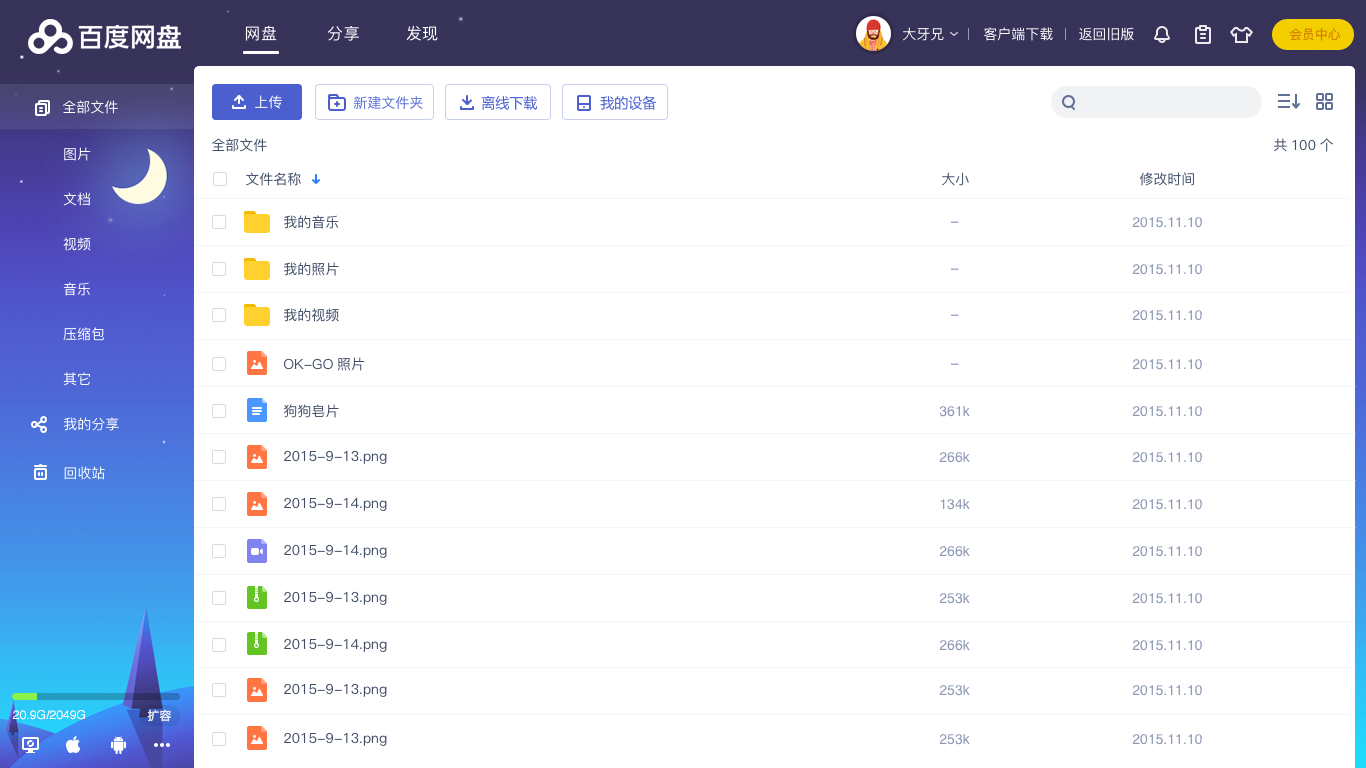 百度网盘
网盘 分享 发现
大牙兄 客户端下载 返回旧版 会员中心
全部文件
图片
文档
视频
音乐
压缩包
其它
我的分享
回收站
20.9G/2049G 扩容
上传 新建文件夹 离线下载 我的设备
全部文件 共 100 个
文件名称 大小 修改时间
我的音乐 – 2015.11.10
我的照片 – 2015.11.10
我的视频 – 2015.11.10
OK–GO 照片 – 2015.11.10
狗狗皂片 361k 2015.11.10
2015–9–13.png 266k 2015.11.10
2015–9–14.png 134k 2015.11.10
2015–9–14.png 266k 2015.11.10
2015–9–13.png 253k 2015.11.10
2015–9–14.png 266k 2015.11.10
2015–9–13.png 253k 2015.11.10
2015–9–13.png 253k 2015.11.10